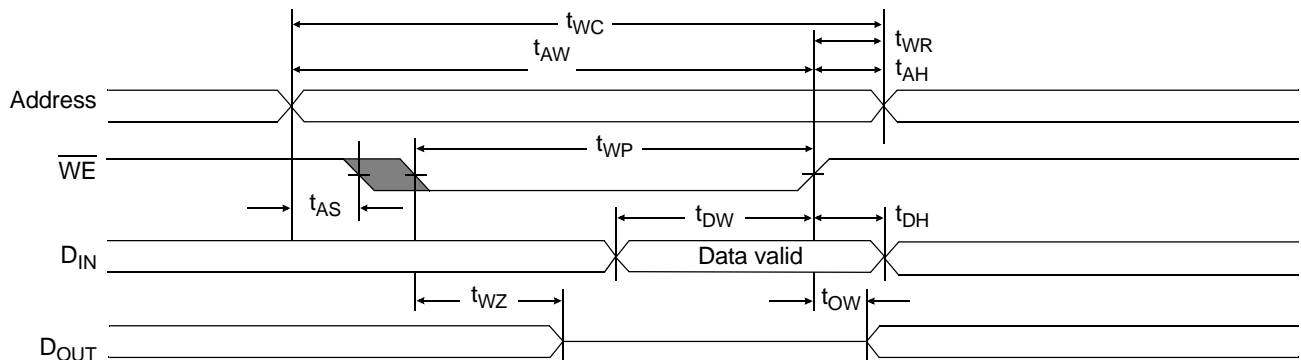 tWC
tWR
tAW
tAH
Address
tWP
WE
tAS
tDW
tDH
DIN
Data valid
tWZ
tOW
DOUT